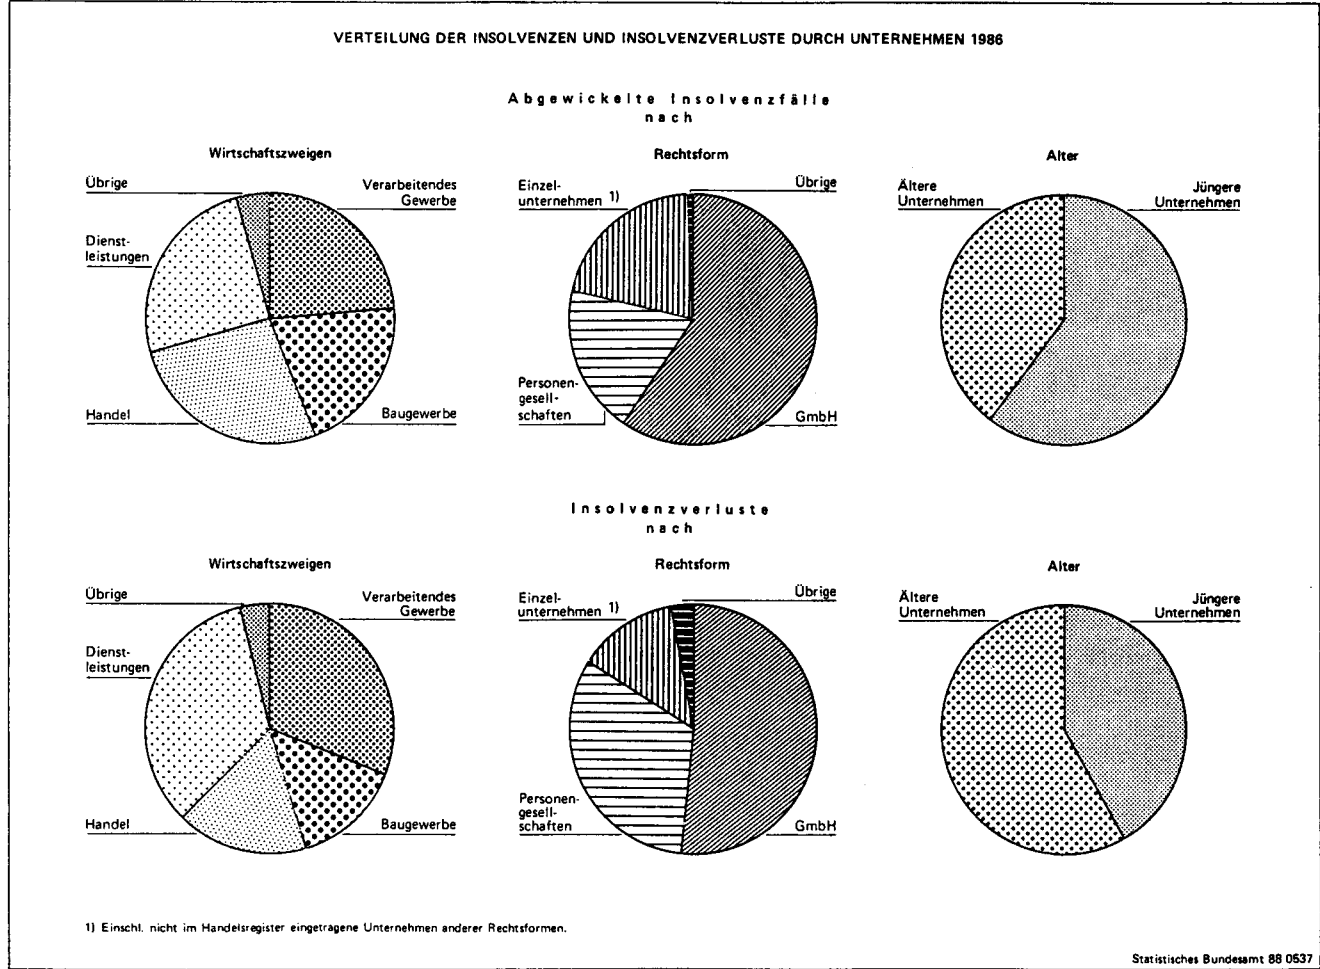 VERTEILUNG DER INSOLVENZEN UND INSOLVENZVERLUSTE DURCH UNTERNEHMEN 1986
Abgewickelte Insolvenzfälle
nach
Wirtschaftszweigen
Übrige
Verarbeitendes
Gewerbe
Dienst-
leistungen
Handel
Baugewerbe
Rechtsform
Einzel-
unternehmen 1)
Übrige
Personen-
gesell-
schaften
GmbH
Alter
Ältere
Unternehmen
Jüngere
Unternehmen
Insolvenzverluste
nach
Wirtschaftszweigen
Übrige
Verarbeitendes
Gewerbe
Dienst-
leistungen
Handel
Baugewerbe
Rechtsform
Einzel-
unternehmen 1)
Übrige
Personen-
gesell-
schaften
GmbH
Alter
Ältere
Unternehmen
Jüngere
Unternehmen
1) Einschl. nicht im Handelsregister eingetragene Unternehmen anderer Rechtsformen.
Statistisches Bundesamt 88 0537